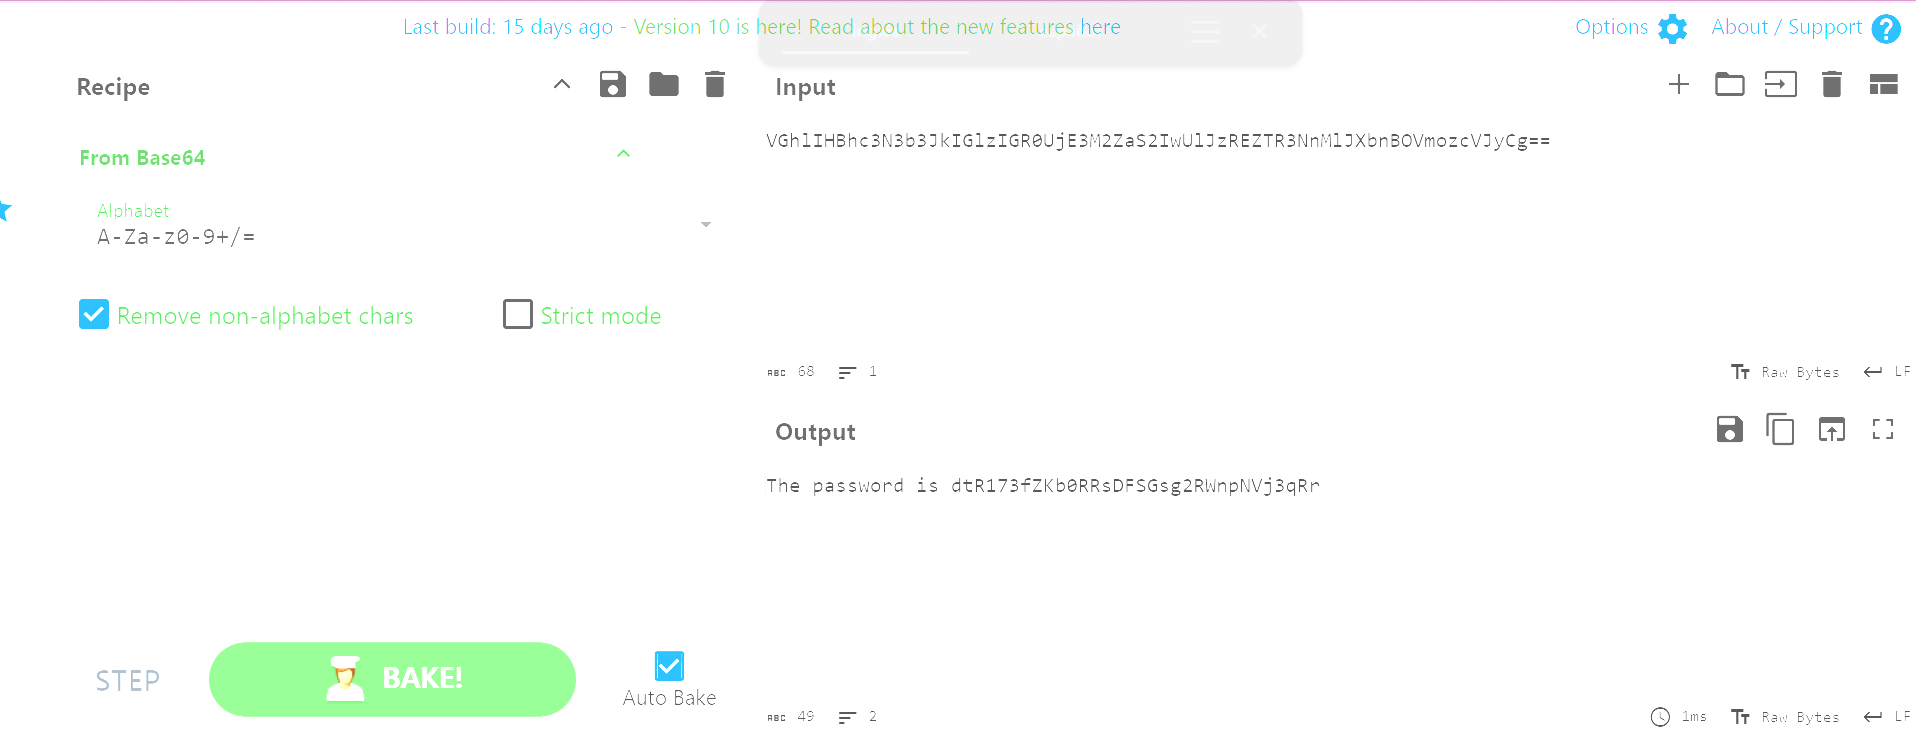 Last build: 15 days ago - Version 10 is here! Read about the new features here
Options
About / Support
Recipe
From Base64
Alphabet
A-Za-z0-9+/=
Remove non-alphabet chars
Strict mode
STEP
BAKE!
Auto Bake
Input
VGhlIHBhc3N3b3JkIGlzIGR0UjE3M2ZaS2IwUlJzREZTR3NnMlJXbnBOVmozcVJyCg==
ABC 68 1
Raw Bytes LF
Output
The password is dtR173fZKb0RRsDFSGsg2RWnpNVj3qRr
ABC 49 2
1ms Raw Bytes LF